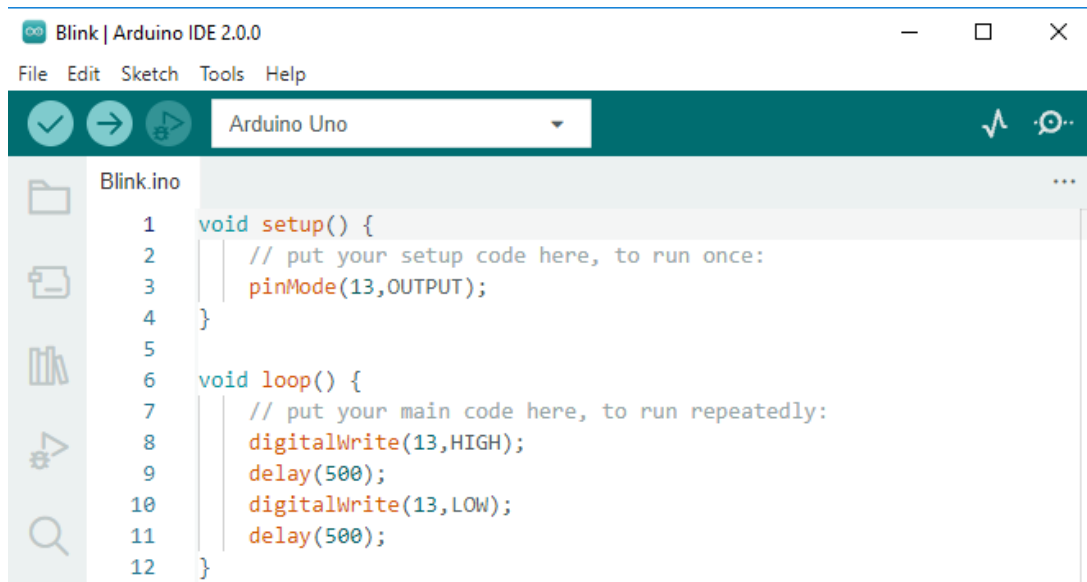 Blink | Arduino IDE 2.0.0
File Edit Sketch Tools Help
Arduino Uno
Blink.ino
1 void setup() {
2 // put your setup code here, to run once:
3 pinMode(13,OUTPUT);
4 }
5
6 void loop() {
7 // put your main code here, to run repeatedly:
8 digitalWrite(13,HIGH);
9 delay(500);
10 digitalWrite(13,LOW);
11 delay(500);
12 }